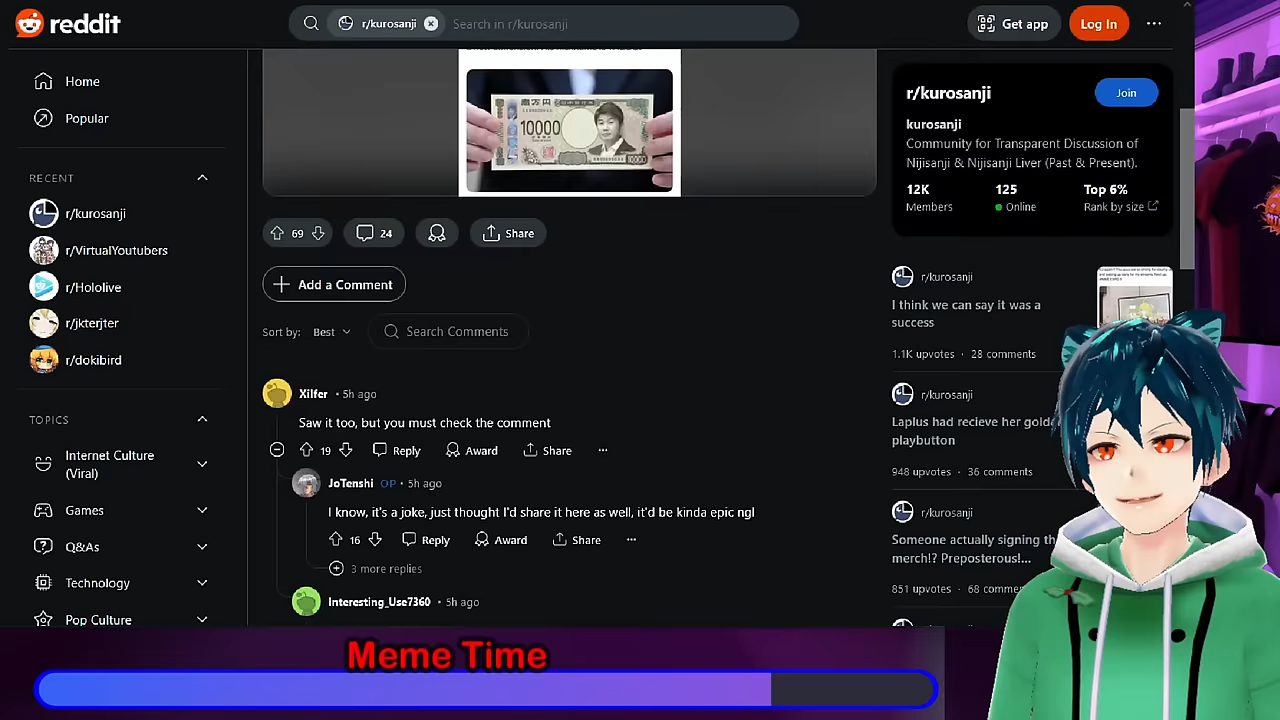 reddit
r/kurosanji
Search in r/kurosanji
Get app
Log In
Home
Popular
RECENT
r/kurosanji
r/VirtualYoutubers
r/Hololive
r/jkterjter
r/dokibird
TOPICS
Internet Culture
(Viral)
Games
Q&As
Technology
Pop Culture
10000
69
24
Share
Add a Comment
Sort by:
Best
Search Comments
Xilfer • 5h ago
Saw it too, but you must check the comment
19
Reply
Award
Share
JoTenshi OP • 5h ago
I know, it's a joke, just thought I'd share it here as well, it'd be kinda epic ngl
16
Reply
Award
Share
3 more replies
Interesting_Use7360 • 5h ago
r/kurosanji
Join
kurosanji
Community for Transparent Discussion of
Nijisanji & Nijisanji Liver (Past & Present).
12K
125
Top 6%
Members
Online
Rank by size
r/kurosanji
I think we can say it was a
success
1.1K upvotes • 28 comments
r/kurosanji
Laplus had recieve her gold
playbutton
948 upvotes • 36 comments
r/kurosanji
Someone actually signing th
merch!? Preposterous!...
851 upvotes • 68 comm
r/kurosanji
Meme Time